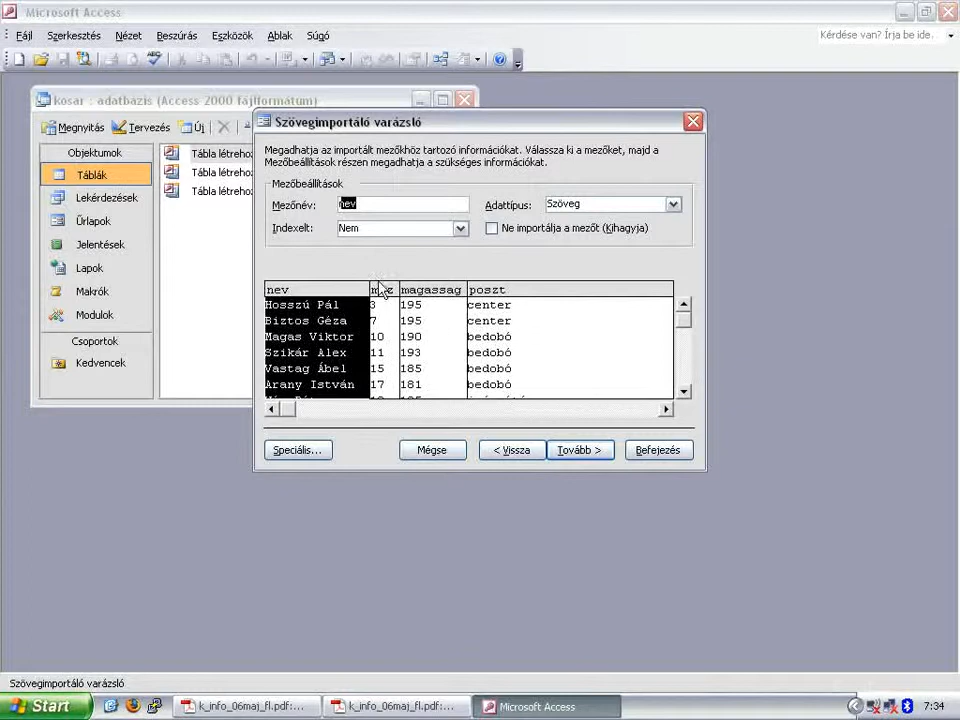 Microsoft Access
Fájl Szerkesztés Nézet Beszúrás Eszközök Ablak Súgó
Kérdése van? Írja be ide.
kosar : adatbazis (Access 2000 fájlformátum)
Megnyitás Tervezés Új
Objektumok
Táblák
Lekérdezések
Űrlapok
Jelentések
Lapok
Makrók
Modulok
Csoportok
Kedvencek
Tábla létreho
Tábla létreho
Tábla létreho
Szövegimportáló varázsló
Megadhatja az importált mezőkhöz tartozó információkat. Válassza ki a mezőket, majd a
Mezőbeállítások részen megadhatja a szükséges információkat.
Mezőbeállítások
Mezőnév: nev Adattípus: Szöveg
Indexelt: Nem Ne importálja a mezőt (Kihagyja)
nev magassag poszt
Hosszú Pál 3 195 center
Biztos Géza 7 195 center
Magas Viktor 10 190 bedobó
Szikár Alex 11 193 bedobó
Vastag Ábel 15 185 bedobó
Arany István 17 181 bedobó
Speciális... Mégse < Vissza Tovább > Befejezés
Szövegimportáló varázsló
Start k_info_06maj_fl.pdf:... k_info_06maj_fl.pdf:... Microsoft Access 7:34